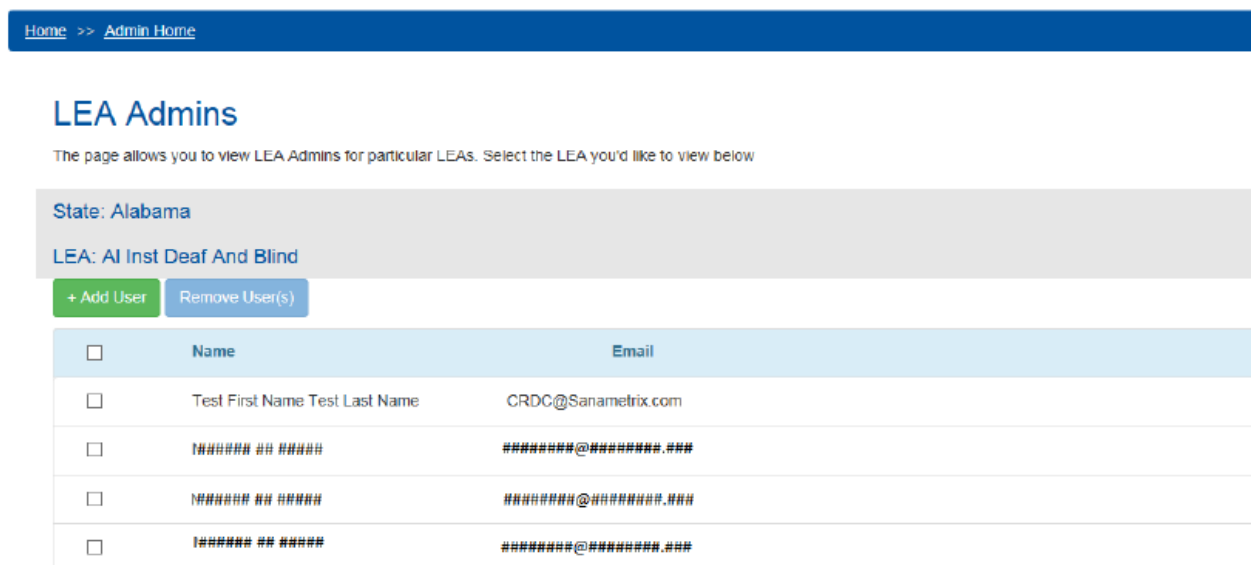 Home >> Admin Home
LEA Admins
The page allows you to view LEA Admins for particular LEAs. Select the LEA you'd like to view below
State: Alabama
LEA: Al Inst Deaf And Blind
+ Add User Remove User(s)
Name Email
Test First Name Test Last Name CRDC@Sanametrix.com
###### ## ##### ########@########.###
###### ## ##### ########@########.###
###### ## ##### ########@########.###